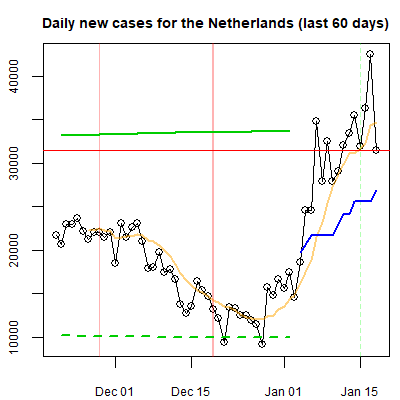 Daily new cases for the Netherlands (last 60 days)
40000
30000
20000
10000
Dec 01 Dec 15 Jan 01 Jan 15